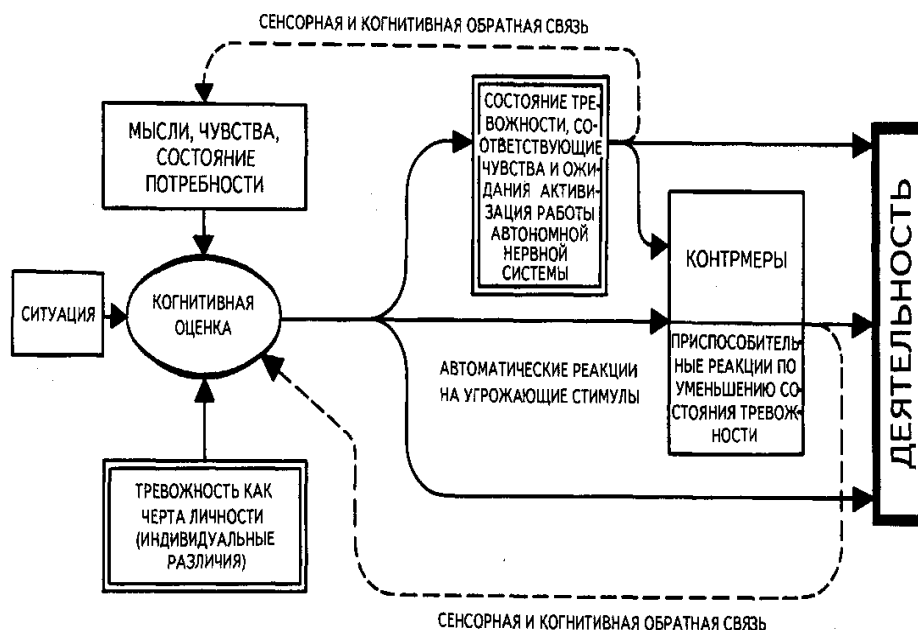 СЕНСОРНАЯ И КОГНИТИВНАЯ ОБРАТНАЯ СВЯЗЬ
МЫСЛИ, ЧУВСТВА,
СОСТОЯНИЕ
ПОТРЕБНОСТИ
СОСТОЯНИЕ ТРЕ-
ВОЖНОСТИ, СО-
ОТВЕТСТВУЮЩИЕ
ЧУВСТВА И ОЖИ-
ДАНИЯ АКТИВИ-
ЗАЦИЯ РАБОТЫ
АВТОНОМНОЙ
НЕРВНОЙ
СИСТЕМЫ
СИТУАЦИЯ
КОГНИТИВНАЯ
ОЦЕНКА
КОНТРМЕРЫ
ПРИСПОСОБИТЕЛЬ-
НЫЕ РЕАКЦИИ ПО
УМЕНЬШЕНИЮ СО-
СТОЯНИЯ ТРЕВОЖ-
НОСТИ
АВТОМАТИЧЕСКИЕ РЕАКЦИИ
НА УГРОЖАЮЩИЕ СТИМУЛЫ
ДЕЯТЕЛЬНОСТЬ
ТРЕВОЖНОСТЬ КАК
ЧЕРТА ЛИЧНОСТИ
(ИНДИВИДУАЛЬНЫЕ
РАЗЛИЧИЯ)
СЕНСОРНАЯ И КОГНИТИВНАЯ ОБРАТНАЯ СВЯЗЬ